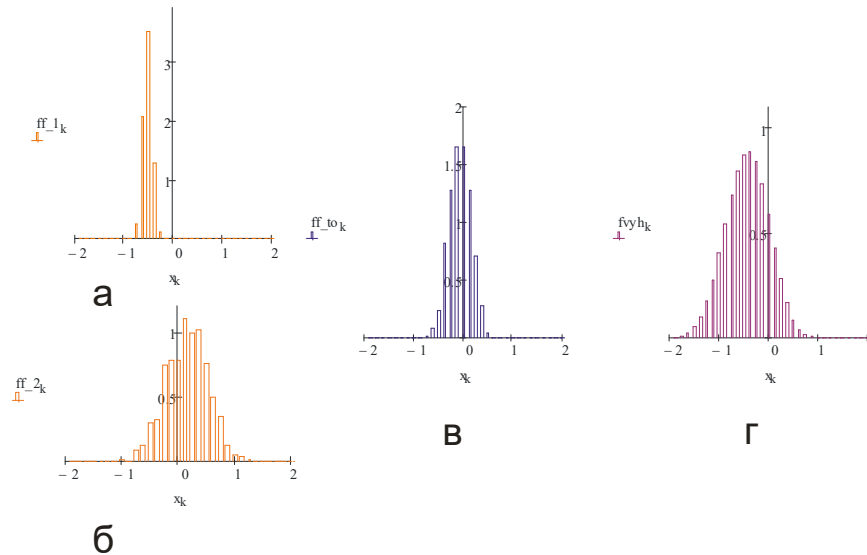 3
ff_1k
2
1
− 2 − 1 0 1 2
xk
а
1
ff_2k
0.5
− 2 − 1 0 1 2
xk
б
2
1.5
ff_tok
1
0.5
− 2 − 1 0 1 2
xk
в
1
fvyhk
0.5
− 2 − 1 0 1
xk
г